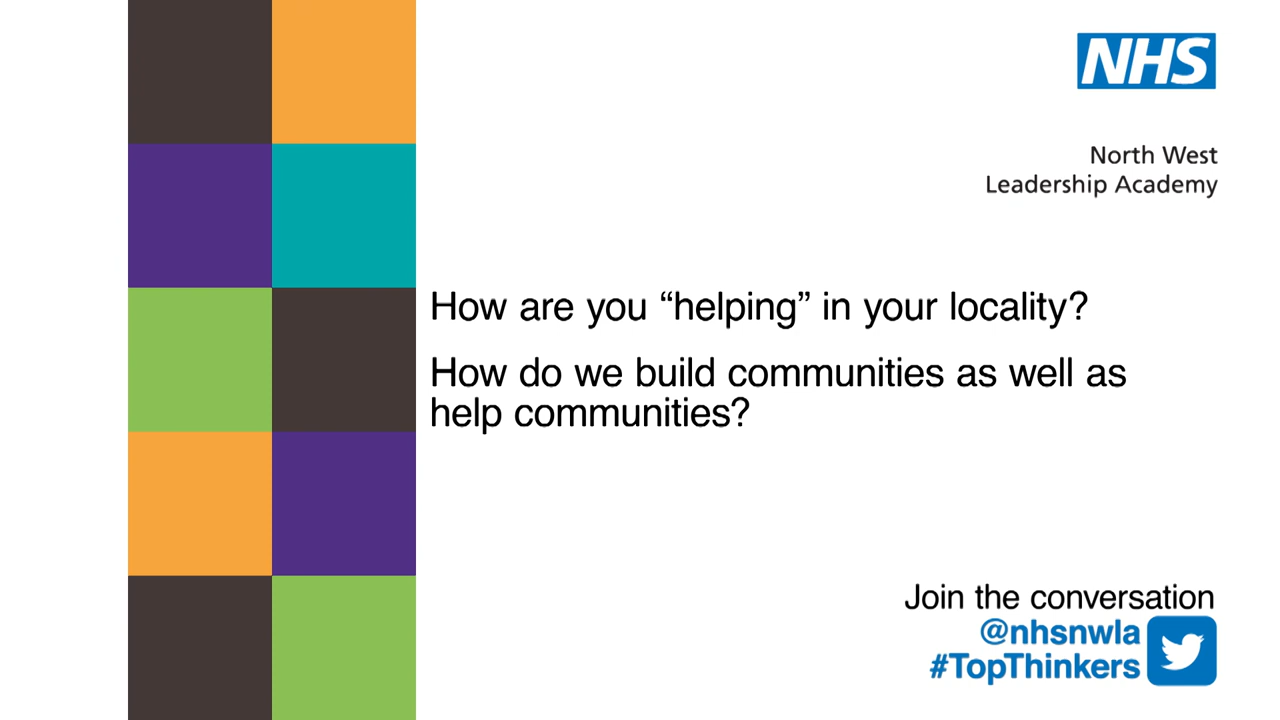 NHS
North West
Leadership Academy
How are you “helping” in your locality?
How do we build communities as well as
help communities?
Join the conversation
@nhsnwla
#TopThinkers